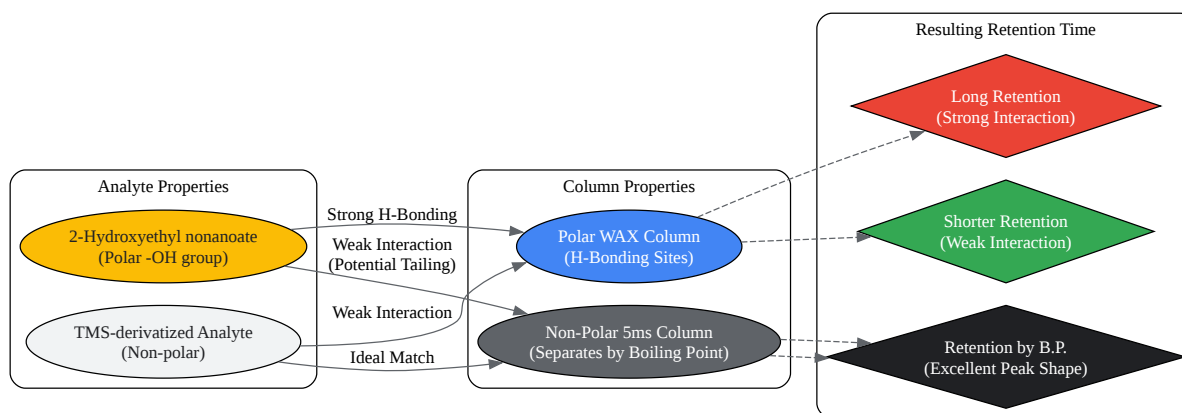 Resulting Retention Time
Long Retention
(Strong Interaction)
Shorter Retention
(Weak Interaction)
Retention by B.P.
(Excellent Peak Shape)
Analyte Properties
2-Hydroxyethyl nonanoate
(Polar -OH group)
TMS-derivatized Analyte
(Non-polar)
Strong H-Bonding
Weak Interaction
(Potential Tailing)
Weak Interaction
Ideal Match
Column Properties
Polar WAX Column
(H-Bonding Sites)
Non-Polar 5ms Column
(Separates by Boiling Point)